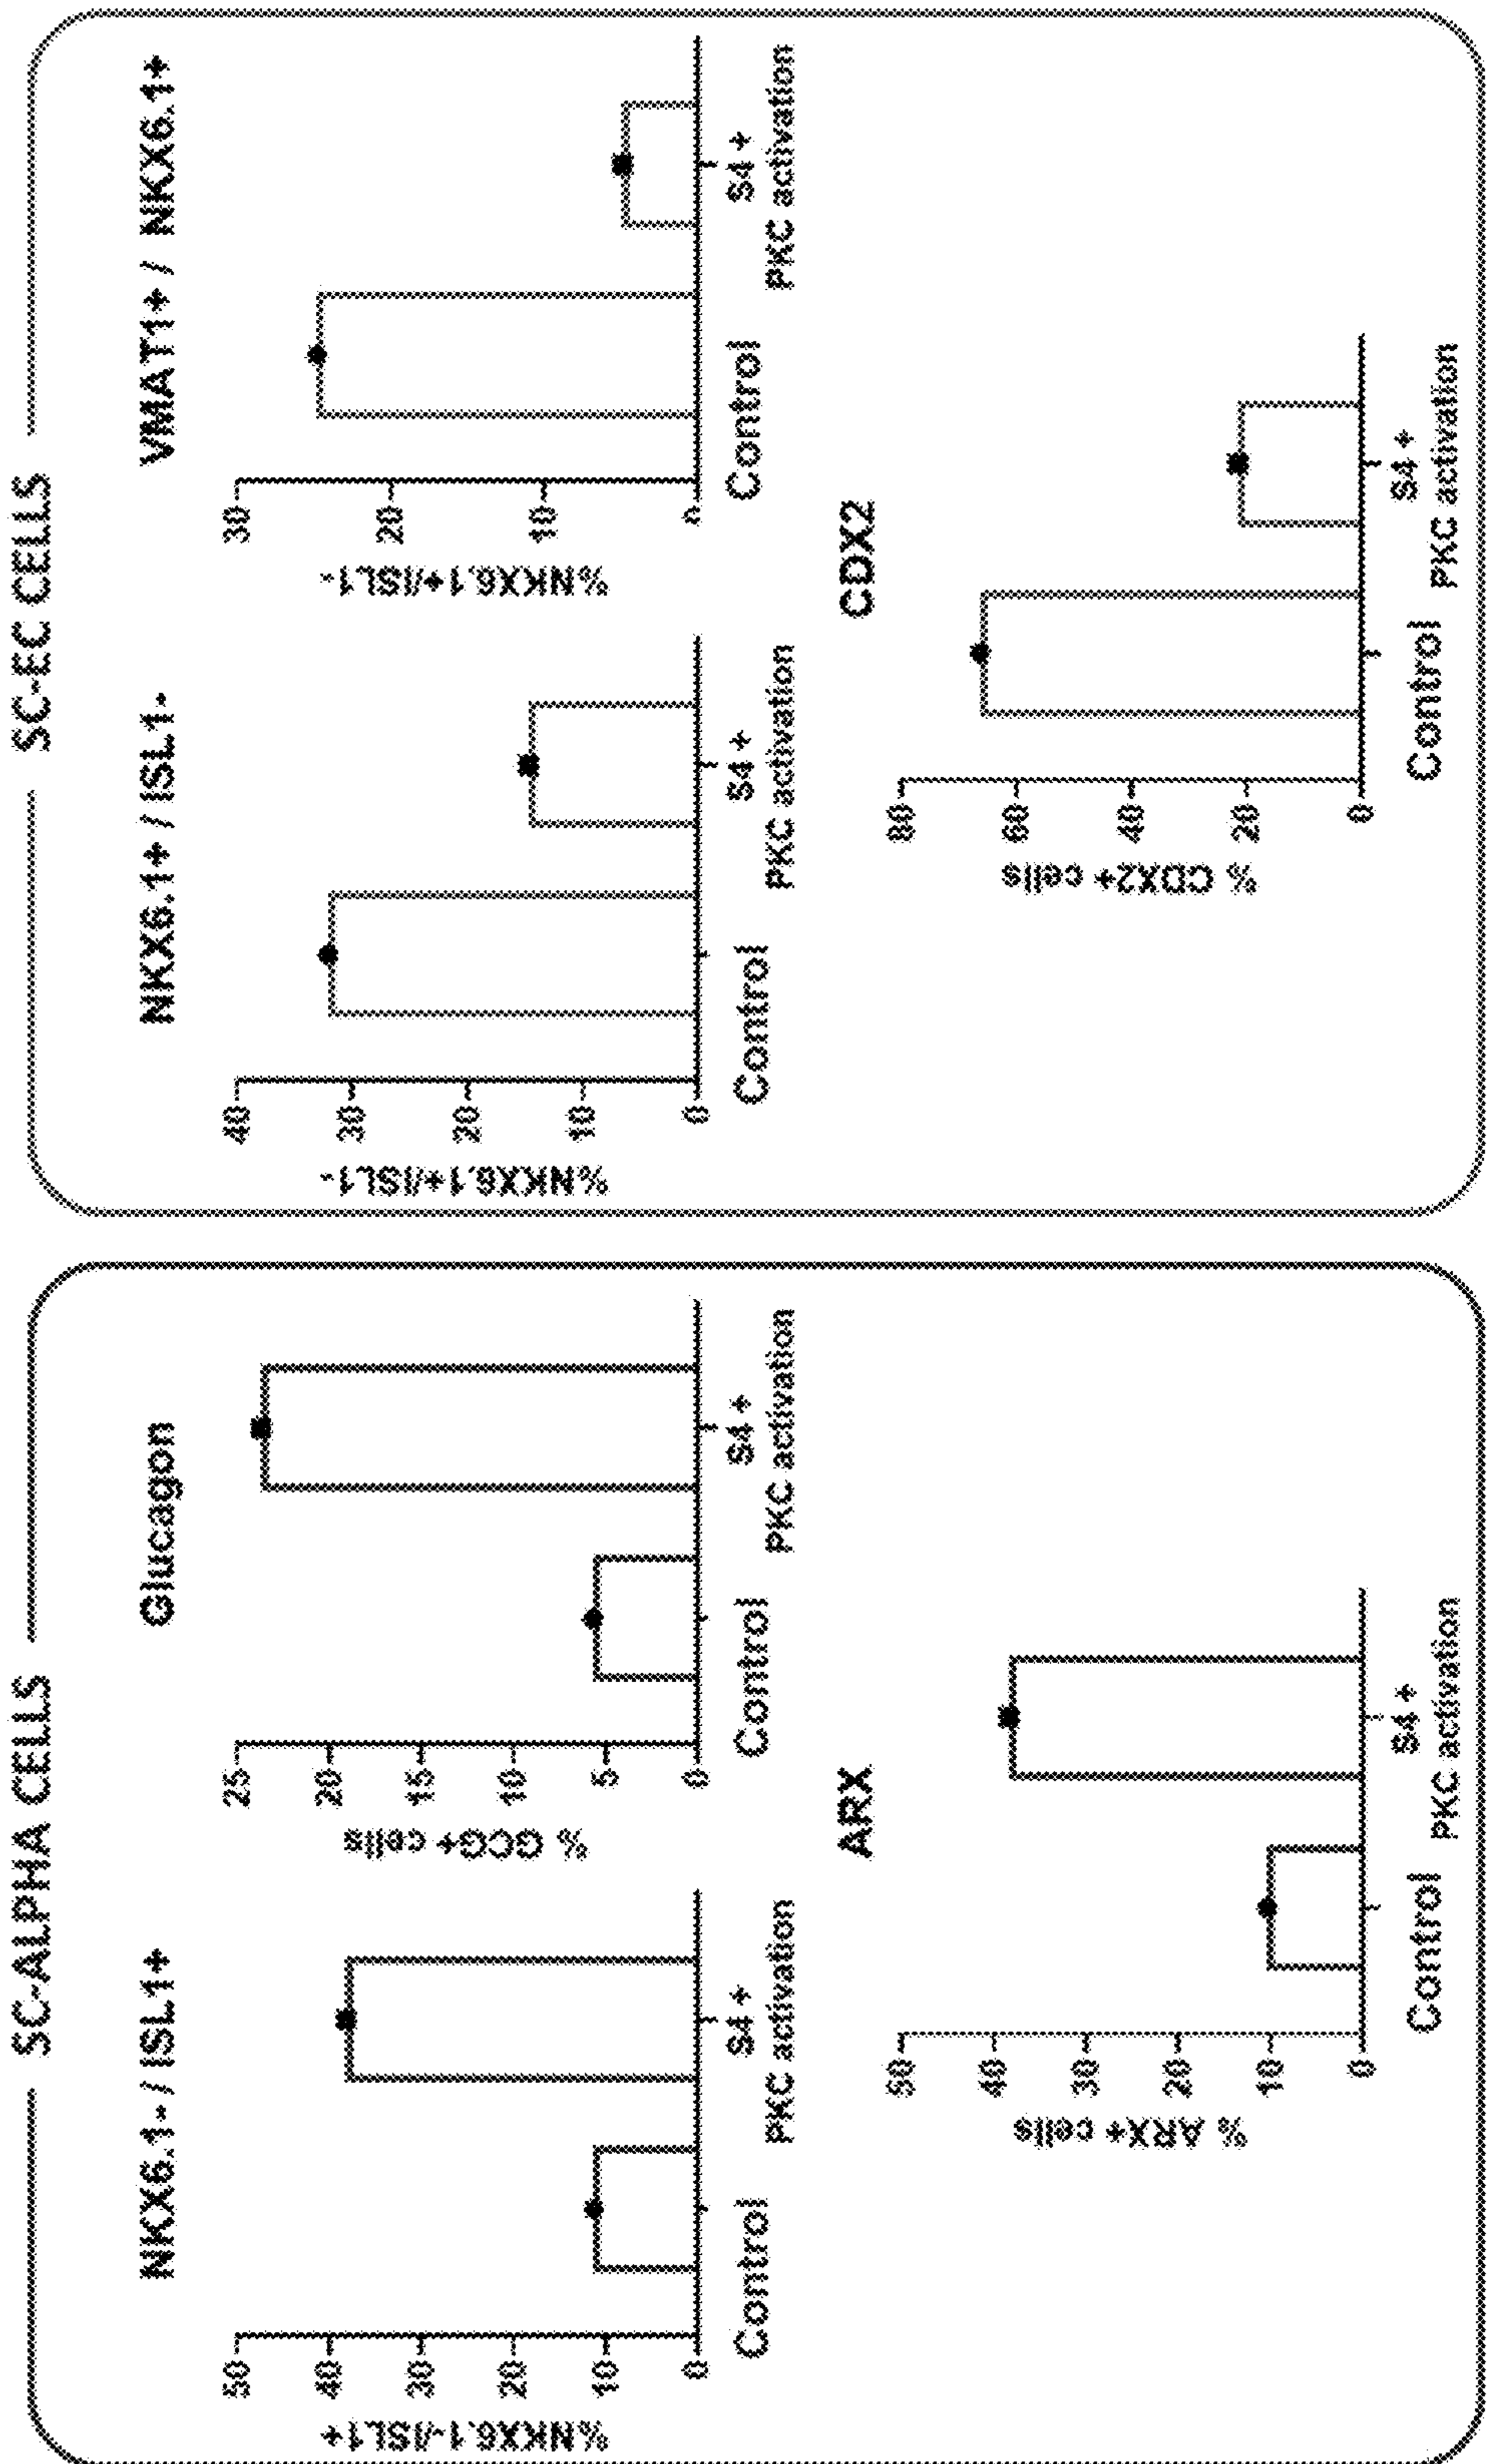 SC-ALPHA CELLS
NKX6.1- / ISL1+
%NKX6.1-/ISL1+
50
40
30
20
10
0
Control
S4 +
PKC activation
Glucagon
% GCG+ cells
25
20
15
10
5
0
Control
S4 +
PKC activation
ARX
% ARX+ cells
50
40
30
20
10
0
Control
S4 +
PKC activation
SC-EC CELLS
NKX6.1+ / ISL1-
%NKX6.1+/ISL1-
40
30
20
10
0
Control
S4 +
PKC activation
VMAT1+ / NKX6.1+
%NKX6.1+/ISL1-
30
20
10
0
Control
S4 +
PKC activation
CDX2
% CDX2+ cells
80
60
40
20
0
Control
S4 +
PKC activation